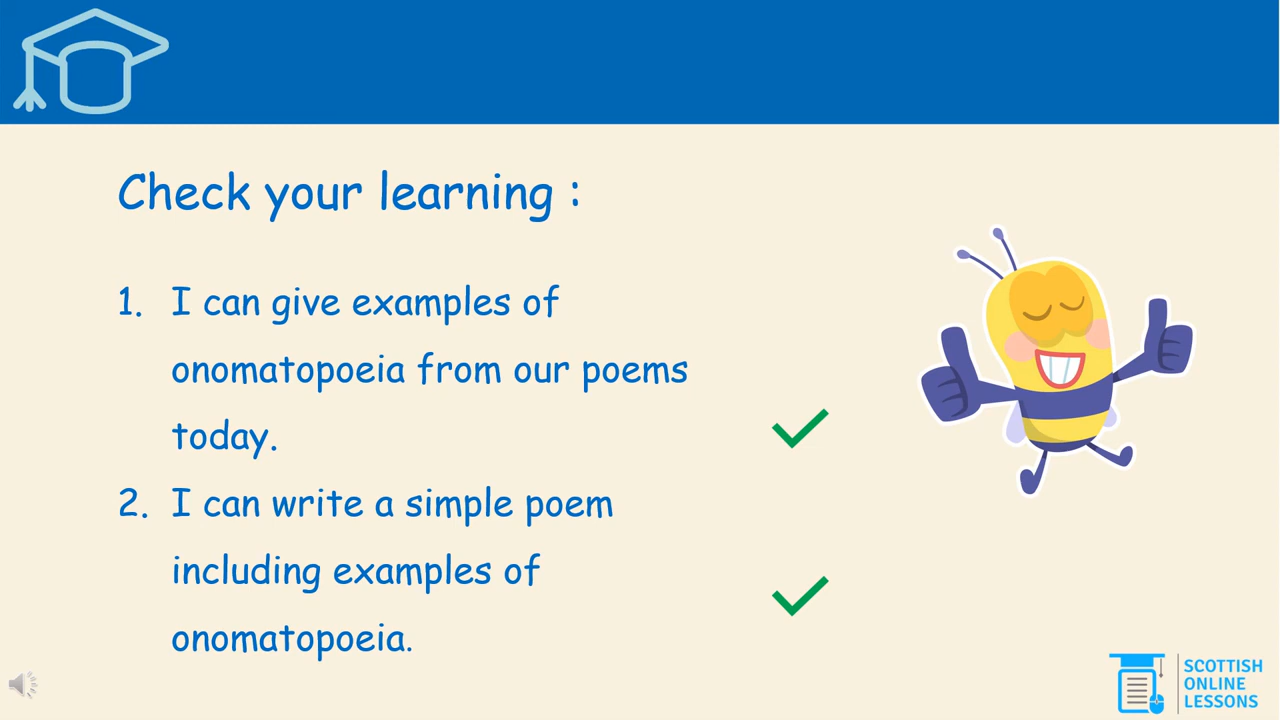 Check your learning :
1. I can give examples of
onomatopoeia from our poems
today.
2. I can write a simple poem
including examples of
onomatopoeia.
SCOTTISH
ONLINE
LESSONS